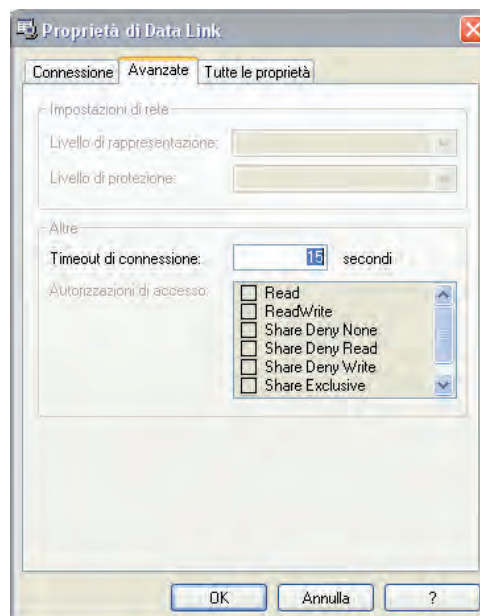 Proprietà di Data Link
Connessione Avanzate Tutte le proprietà
Impostazioni di rete
Livello di rappresentazione:
Livello di protezione:
Altre
Timeout di connessione: 15 secondi
Autorizzazioni di accesso:
Read
ReadWrite
Share Deny None
Share Deny Read
Share Deny Write
Share Exclusive
OK Annulla ?